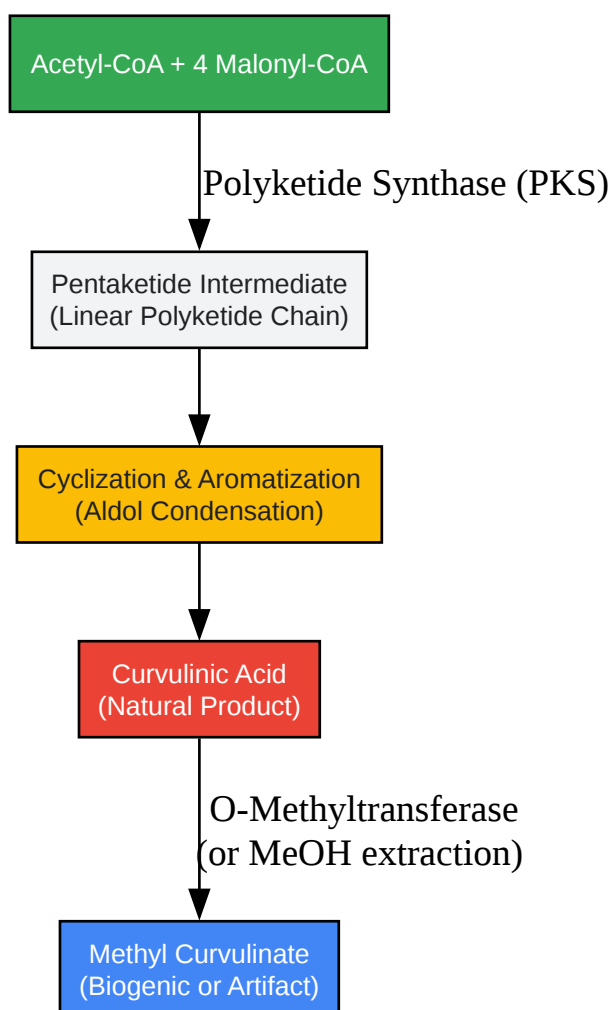 Acetyl-CoA + 4 Malonyl-CoA
Polyketide Synthase (PKS)
Pentaketide Intermediate
(Linear Polyketide Chain)
Cyclization & Aromatization
(Aldol Condensation)
Curvulinic Acid
(Natural Product)
O-Methyltransferase
(or MeOH extraction)
Methyl Curvulinate
(Biogenic or Artifact)